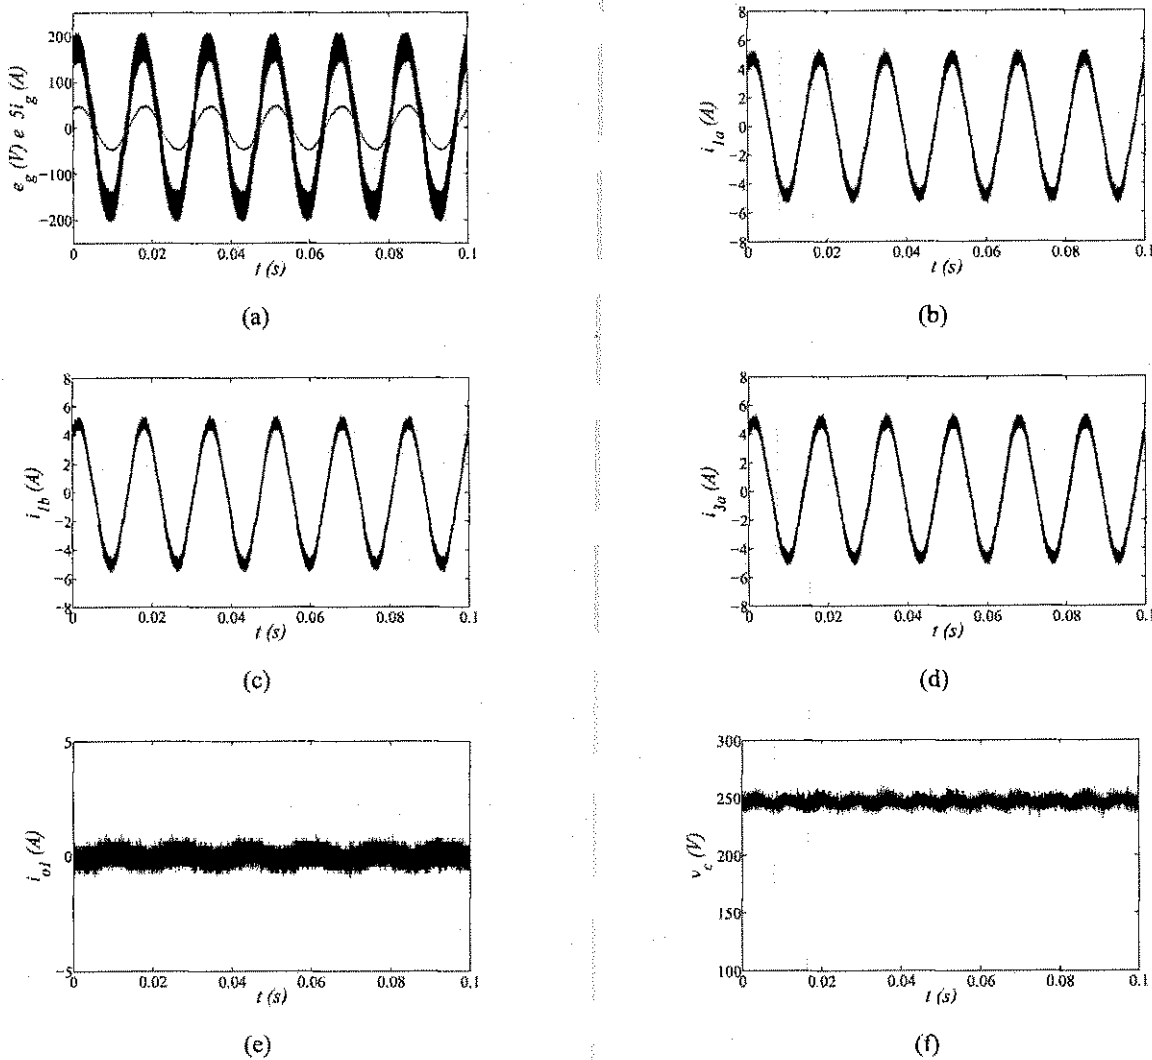 200
100
0
−100
−200
e_g (V) e 5i_g (A)
0 0.02 0.04 0.06 0.08 0.1
t (s)
(a)
8
6
4
2
0
−2
−4
−6
−8
i_1a (A)
0 0.02 0.04 0.06 0.08 0.1
t (s)
(b)
8
6
4
2
0
−2
−4
−6
−8
i_1b (A)
0 0.02 0.04 0.06 0.08 0.1
t (s)
(c)
8
6
4
2
0
−2
−4
−6
−8
i_3a (A)
0 0.02 0.04 0.06 0.08 0.1
t (s)
(d)
5
0
−5
i_o1 (A)
0 0.02 0.04 0.06 0.08 0.1
t (s)
(e)
300
250
200
150
100
v_c (V)
0 0.02 0.04 0.06 0.08 0.1
t (s)
(f)